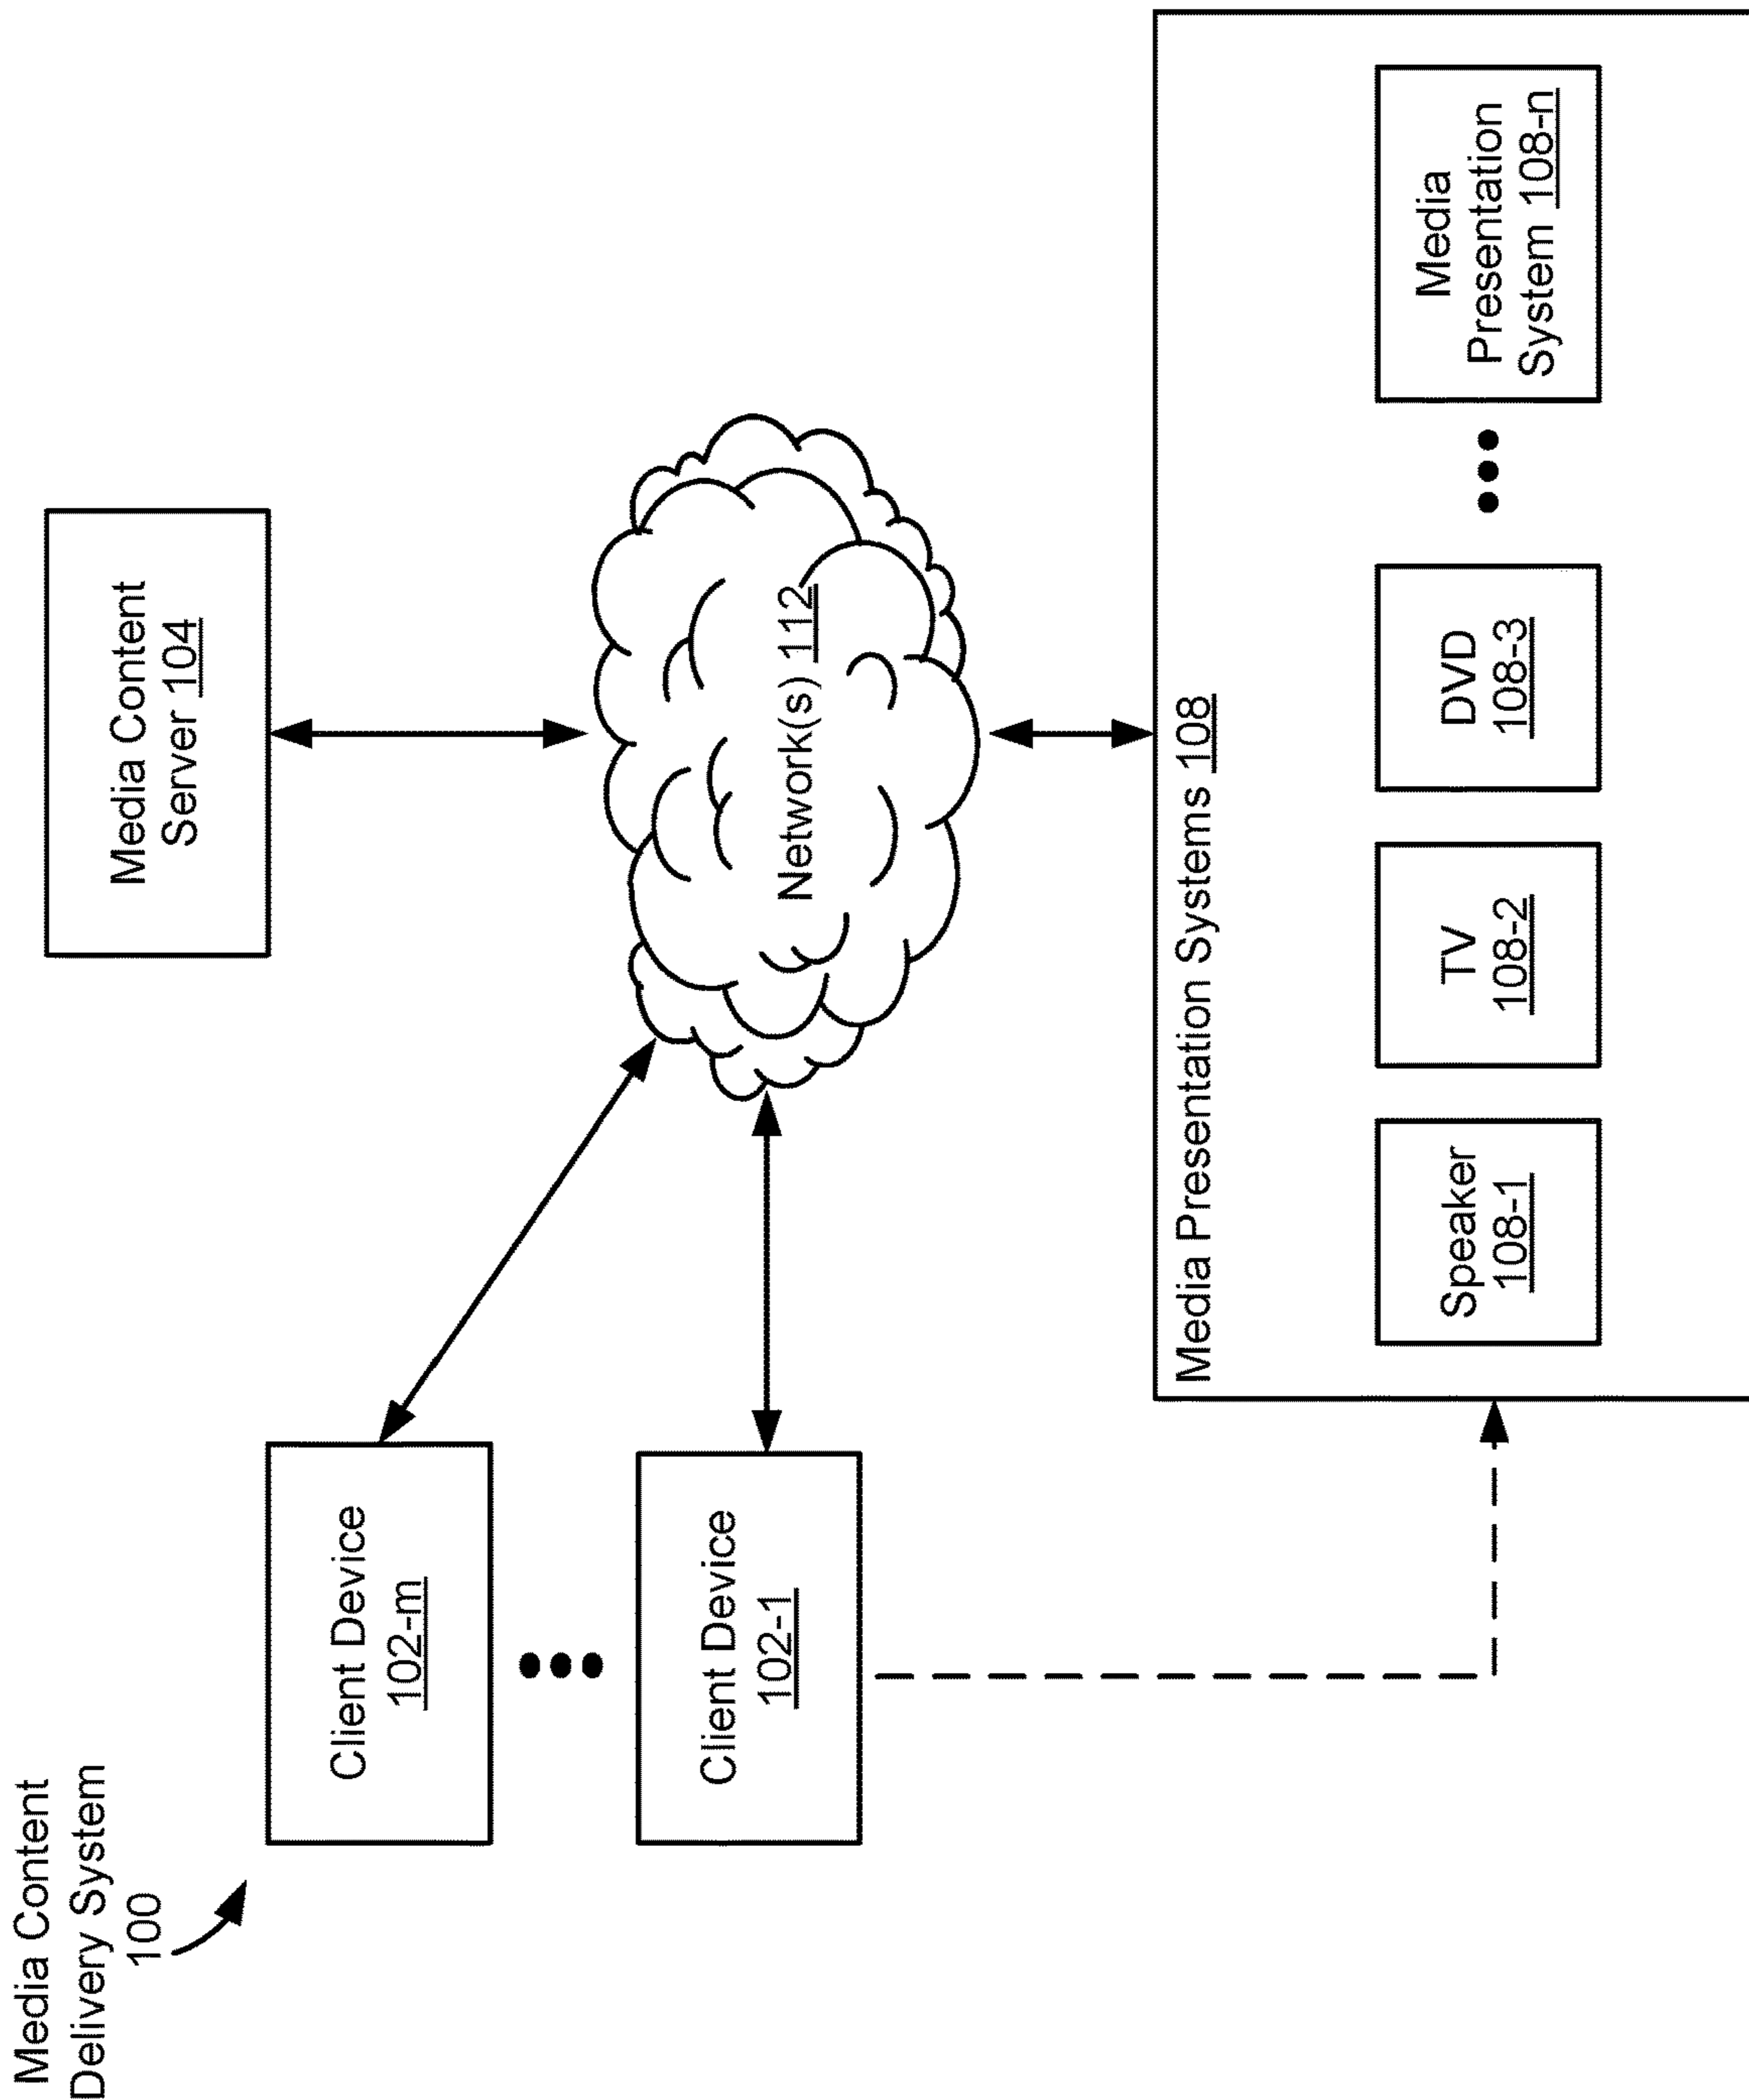 Media Content
Delivery System
100
Media Content
Server 104
Client Device
102-m
Client Device
102-1
Network(s) 112
Media Presentation Systems 108
Speaker
108-1
TV
108-2
DVD
108-3
Media
Presentation
System 108-n